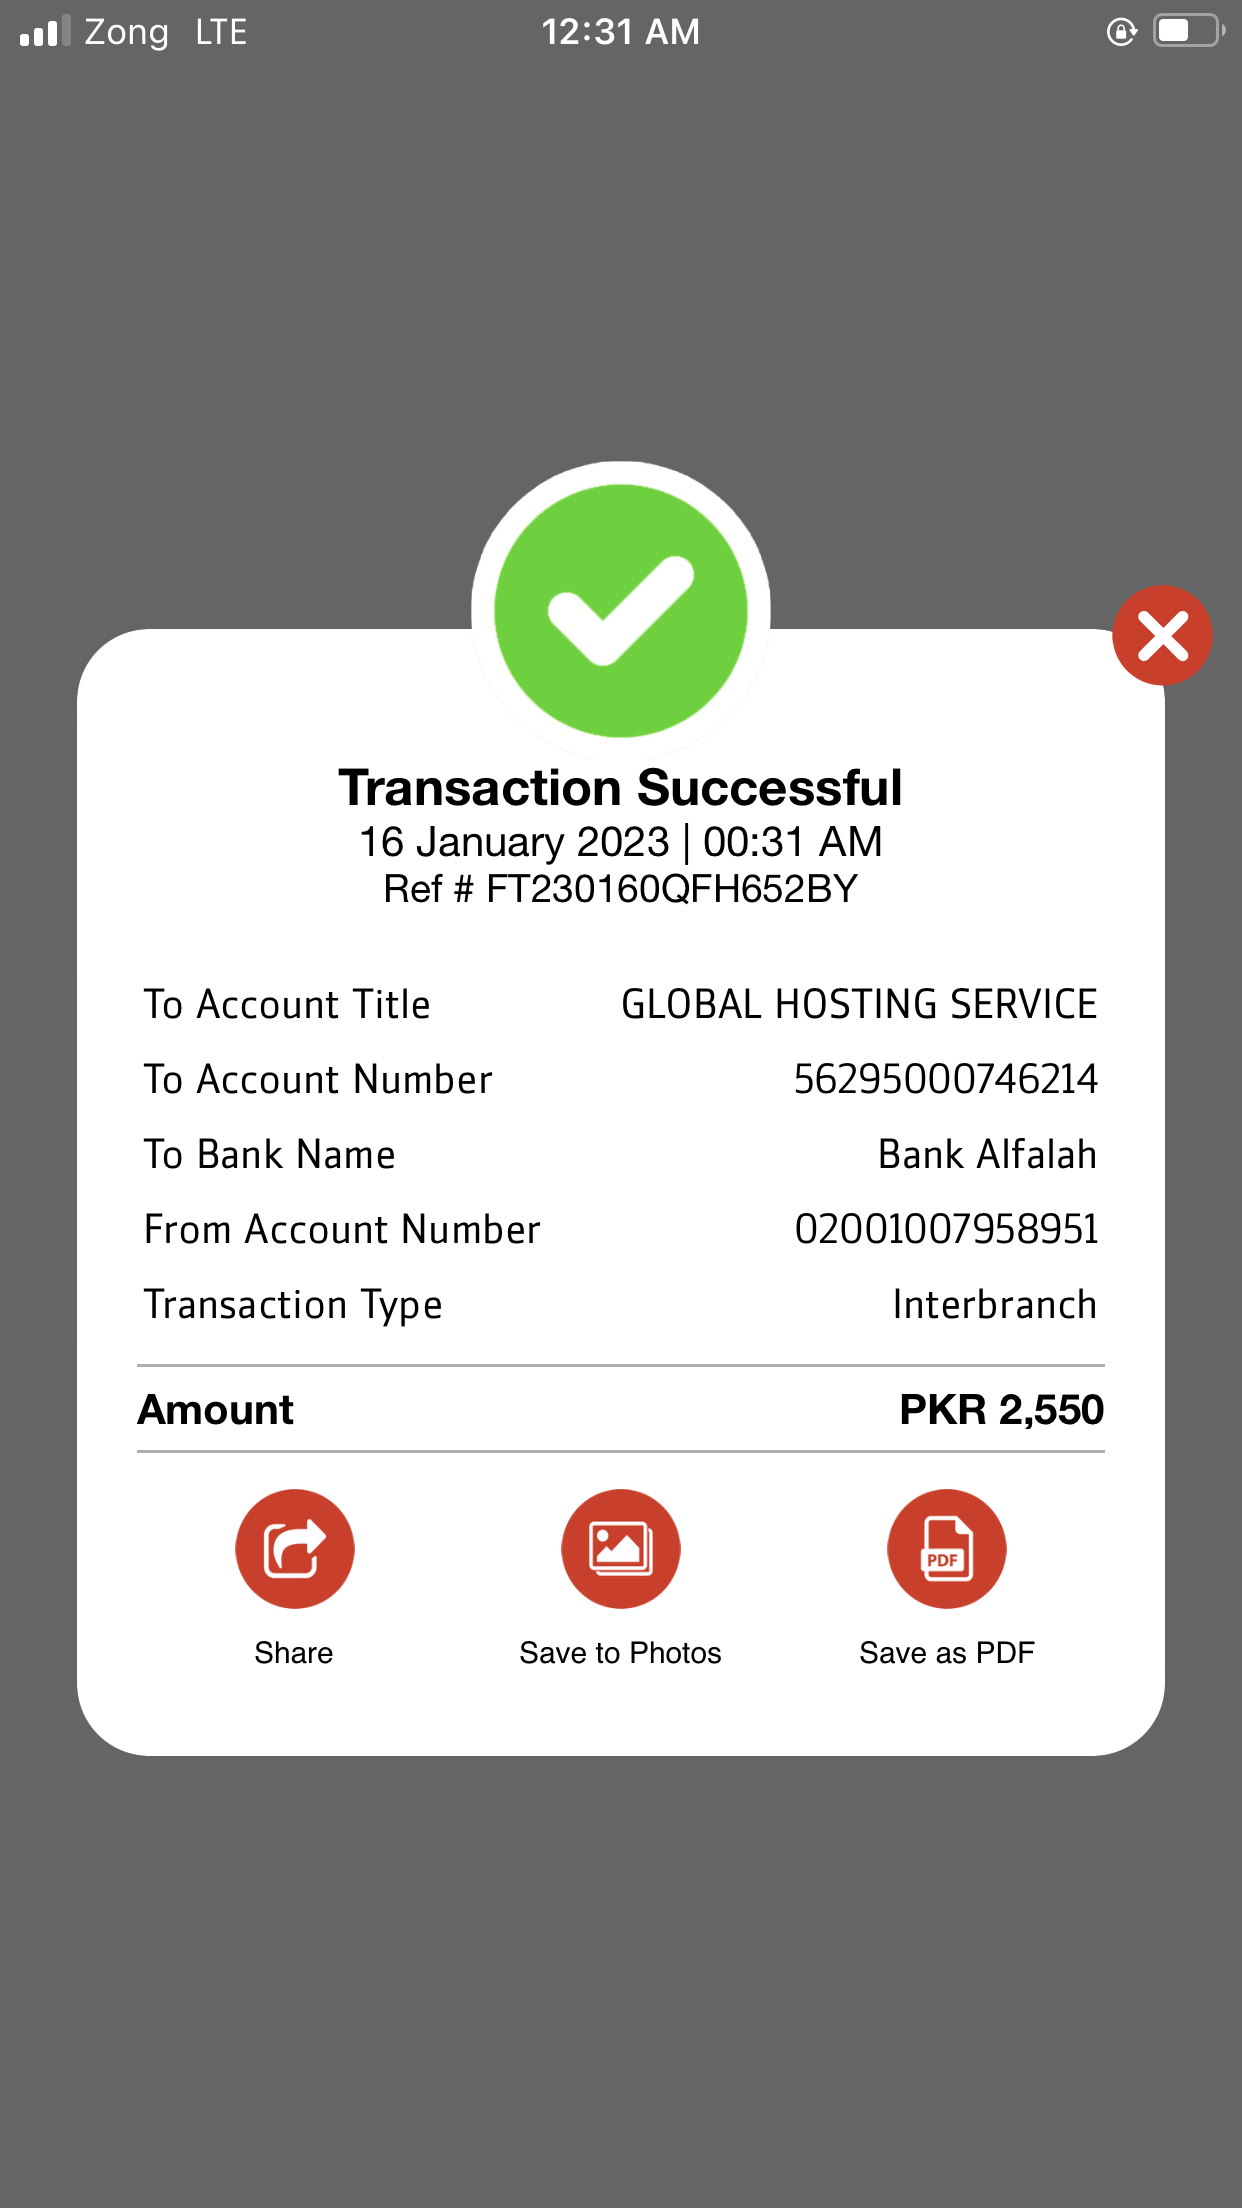 Zong LTE 12:31 AM
Transaction Successful
16 January 2023 | 00:31 AM
Ref # FT230160QFH652BY
To Account Title GLOBAL HOSTING SERVICE
To Account Number 56295000746214
To Bank Name Bank Alfalah
From Account Number 02001007958951
Transaction Type Interbranch
Amount PKR 2,550
PDF
Share Save to Photos Save as PDF